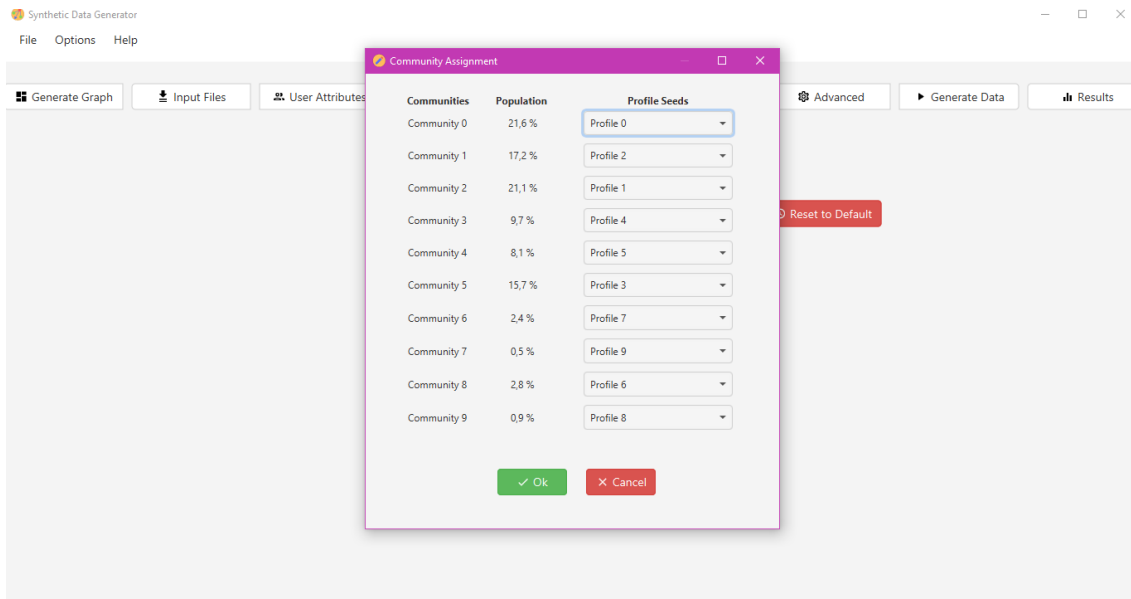 Synthetic Data Generator
File Options Help
Community Assignment
Generate Graph Input Files User Attributes Advanced Generate Data Results
Communities Population Profile Seeds
Community 0 21,6 % Profile 0
Community 1 17,2 % Profile 2
Community 2 21,1 % Profile 1
Community 3 9,7 % Profile 4
Community 4 8,1 % Profile 5
Community 5 15,7 % Profile 3
Community 6 2,4 % Profile 7
Community 7 0,5 % Profile 9
Community 8 2,8 % Profile 6
Community 9 0,9 % Profile 8
Reset to Default
Ok Cancel